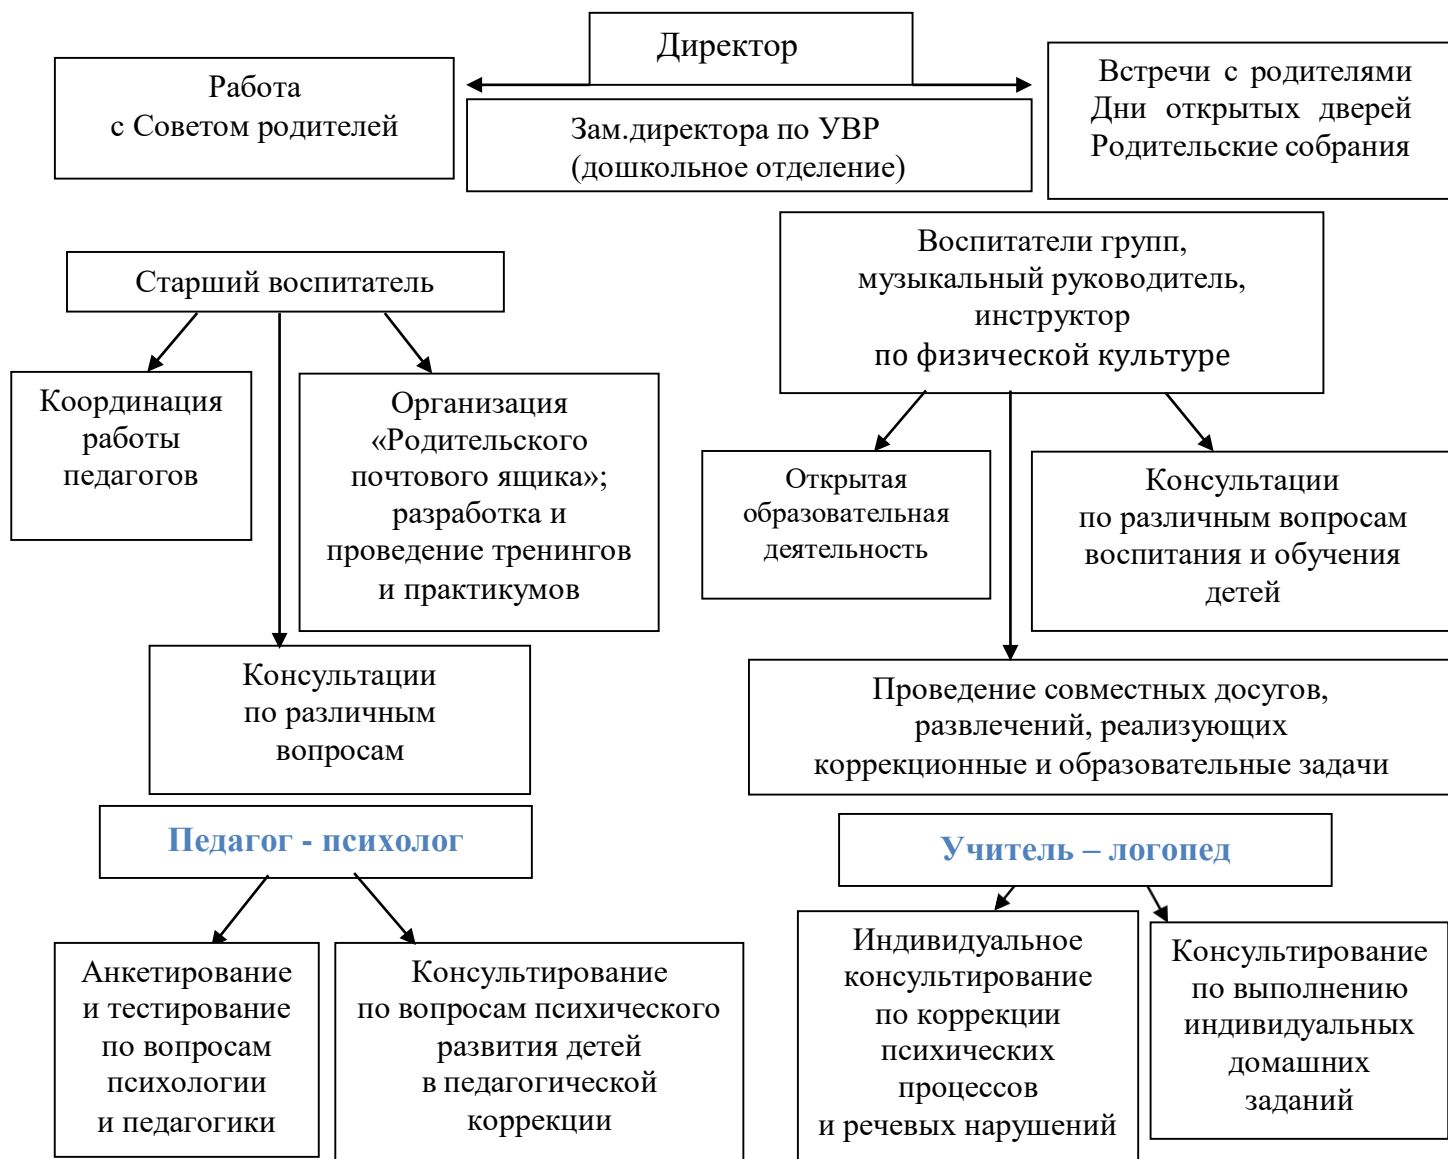 Директор
Работа
с Советом родителей
Зам.директора по УВР
(дошкольное отделение)
Встречи с родителями
Дни открытых дверей
Родительские собрания
Старший воспитатель
Воспитатели групп,
музыкальный руководитель,
инструктор
по физической культуре
Координация
работы
педагогов
Организация
«Родительского
почтового ящика»;
разработка и
проведение тренингов
и практикумов
Открытая
образовательная
деятельность
Консультации
по различным вопросам
воспитания и обучения
детей
Консультации
по различным
вопросам
Проведение совместных досугов,
развлечений, реализующих
коррекционные и образовательные задачи
Педагог - психолог
Учитель – логопед
Анкетирование
и тестирование
по вопросам
психологии
и педагогики
Консультирование
по вопросам психического
развития детей
в педагогической
коррекции
Индивидуальное
консультирование
по коррекции
психических
процессов
и речевых нарушений
Консультирование
по выполнению
индивидуальных
домашних
заданий